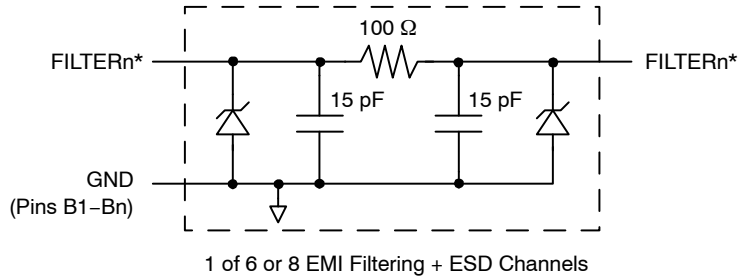 100 Ω
FILTERn*
FILTERn*
15 pF
15 pF
GND
(Pins B1−Bn)
1 of 6 or 8 EMI Filtering + ESD Channels